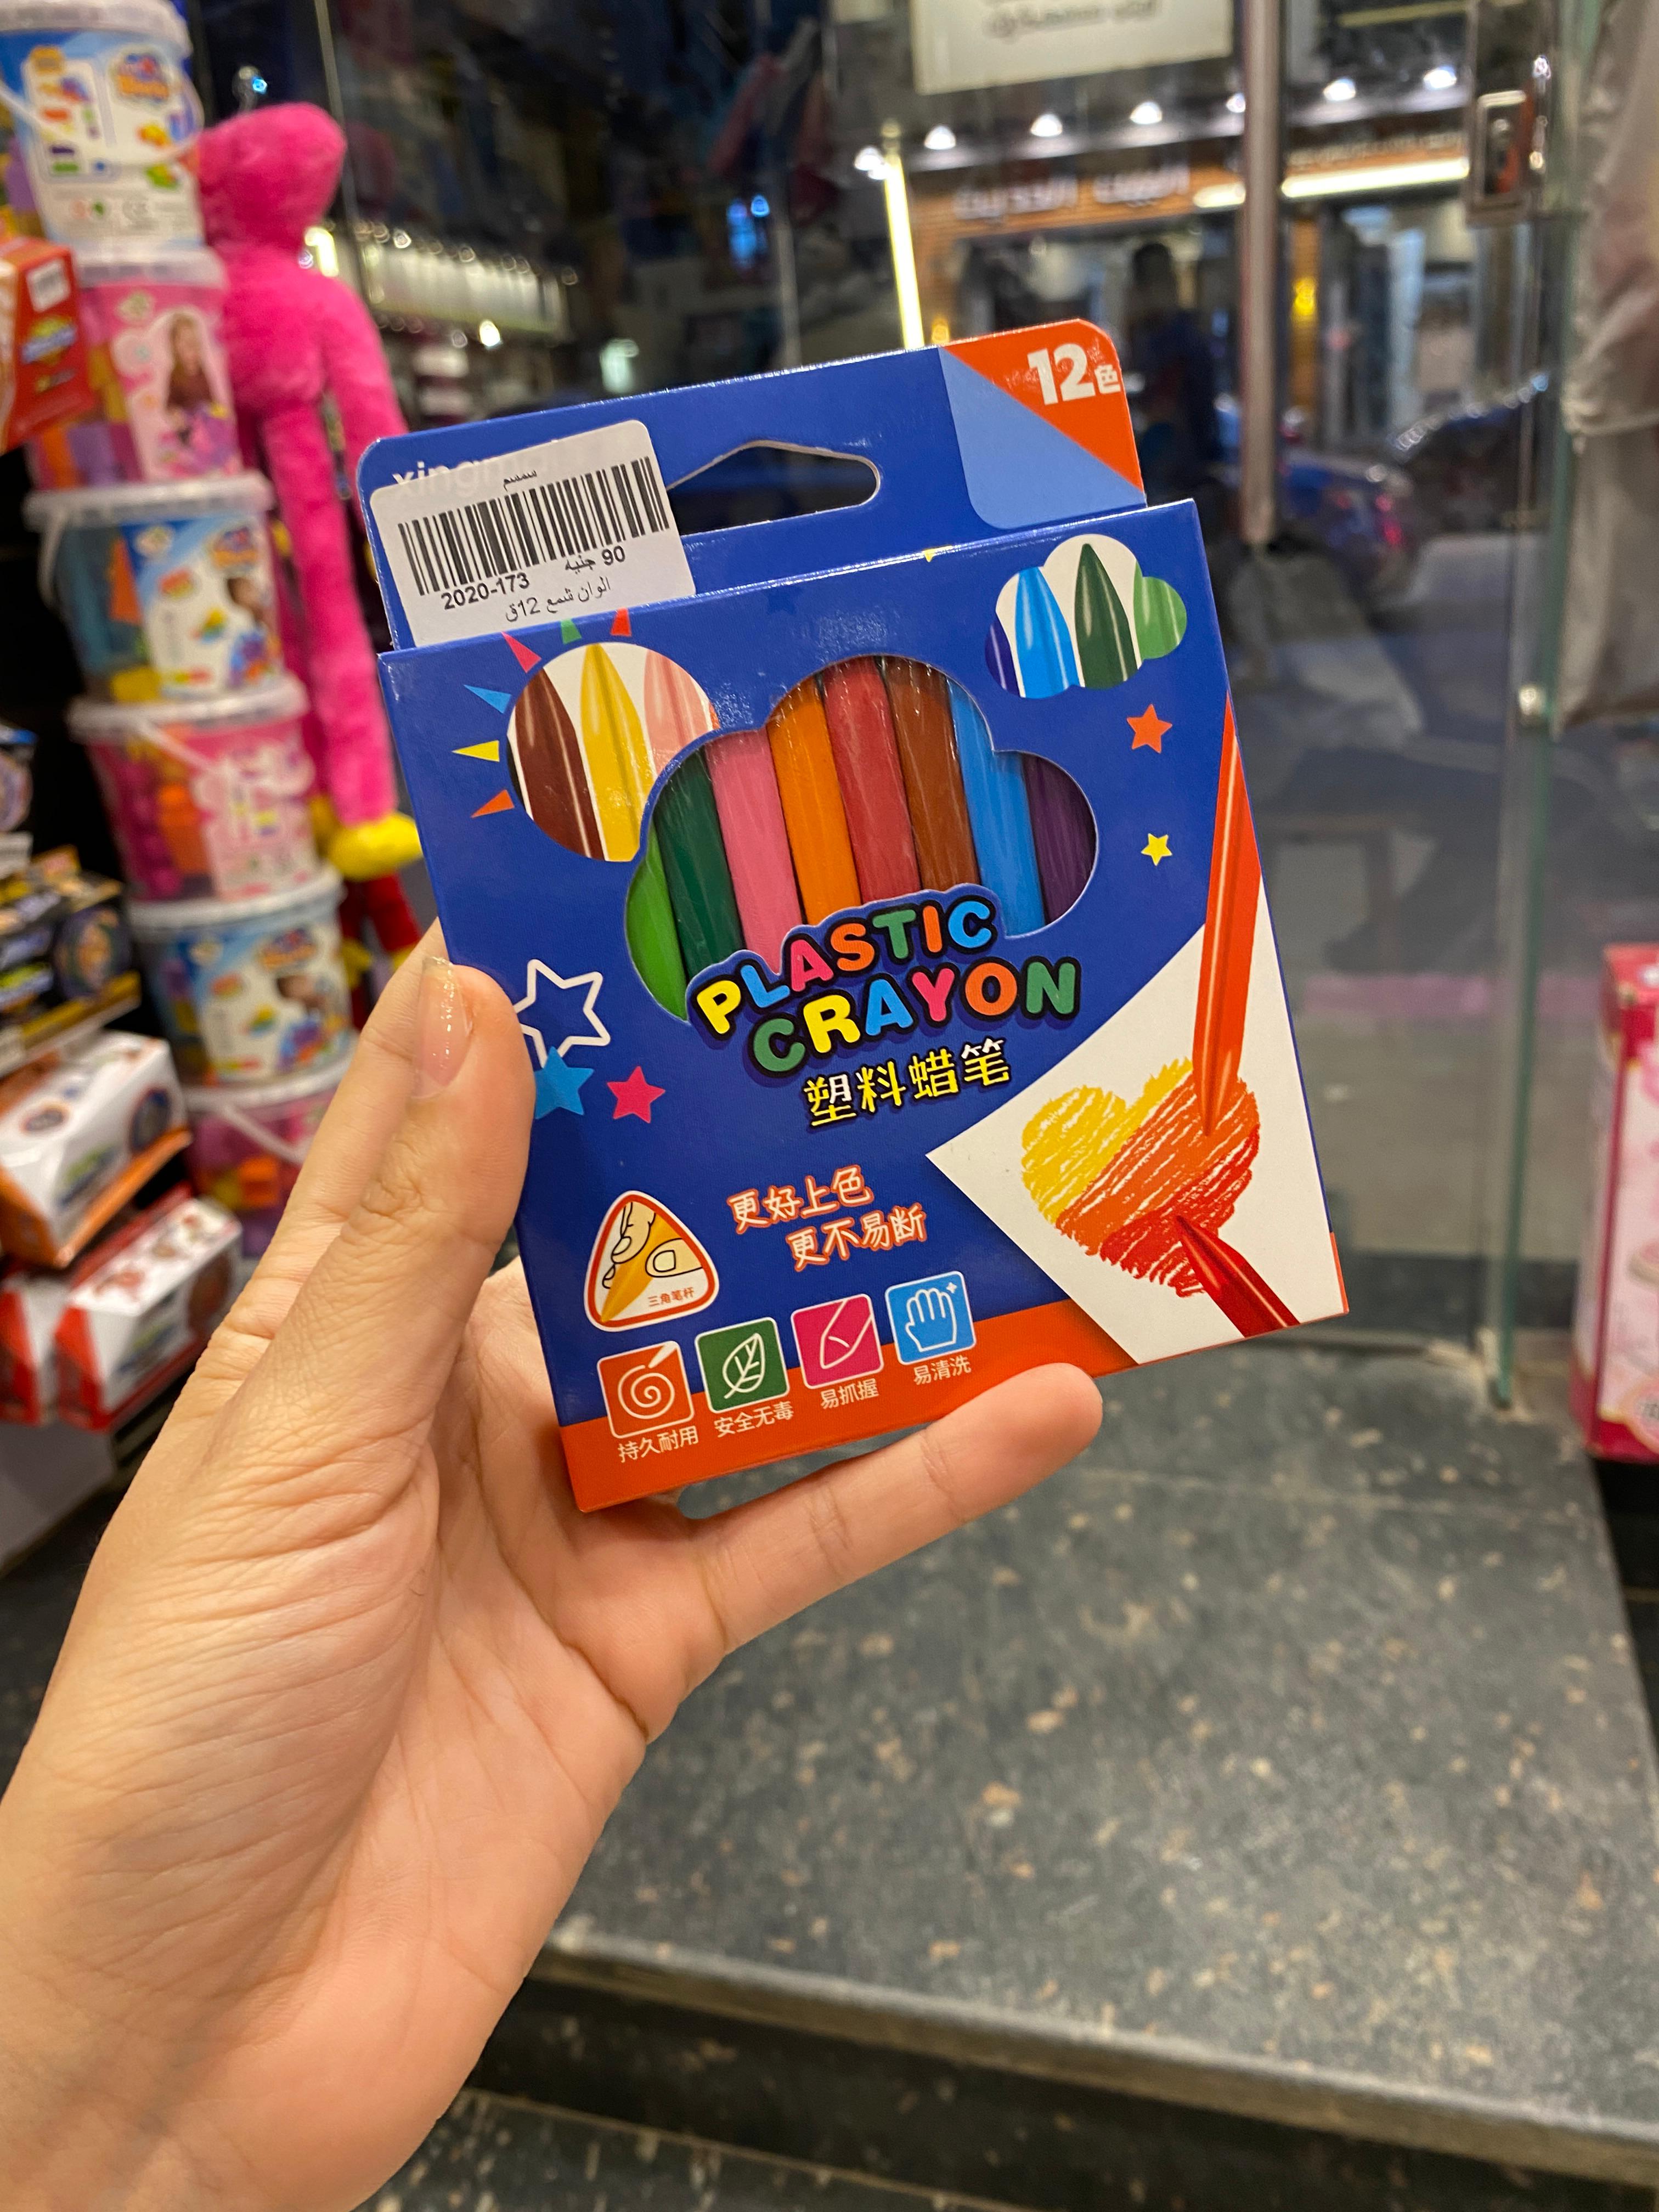 12色
سمسم
2020-173
90 جنيه
الوان شمع 12ق
PLASTIC
CRAYON
塑料蜡笔
更好上色
更不易断
三角笔杆
持久耐用
安全无毒
易抓握
易清洗